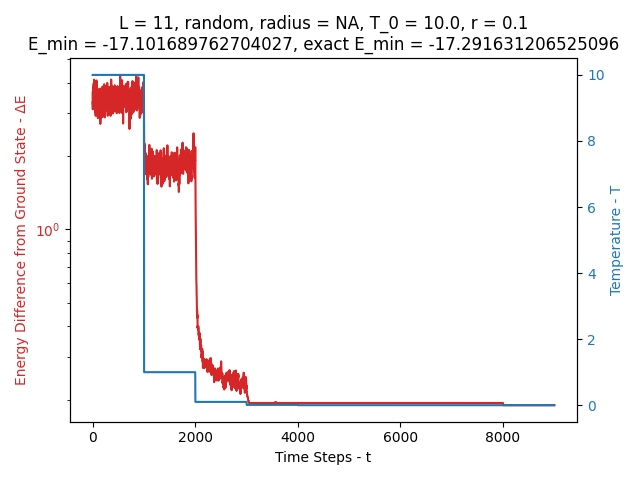 L = 11, random, radius = NA, T_0 = 10.0, r = 0.1
E_min = -17.101689762704027, exact E_min = -17.291631206525096
Energy Difference from Ground State - ΔE
10⁰
10
8
6
4
2
0
Temperature - T
0 2000 4000 6000 8000
Time Steps - t